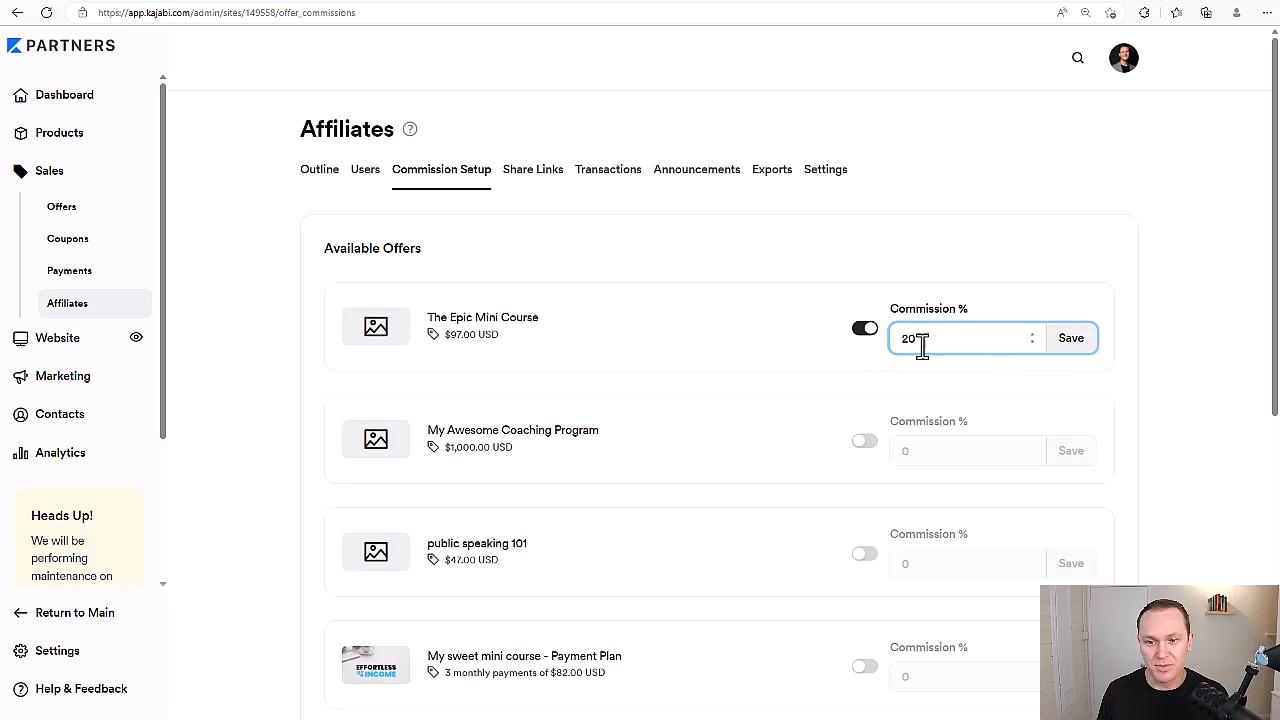 https://app.kajabi.com/admin/sites/149558/offer_commissions
PARTNERS
Dashboard
Products
Sales
Offers
Coupons
Payments
Affiliates
Website
Marketing
Contacts
Analytics
Heads Up!
We will be
performing
maintenance on
Return to Main
Settings
Help & Feedback
Affiliates ?
Outline Users Commission Setup Share Links Transactions Announcements Exports Settings
Available Offers
The Epic Mini Course
$97.00 USD
Commission %
20 Save
My Awesome Coaching Program
$1,000.00 USD
Commission %
0 Save
public speaking 101
$47.00 USD
Commission %
0 Save
My sweet mini course - Payment Plan
3 monthly payments of $82.00 USD
EFFORTLESS
INCOME
Commission %
0